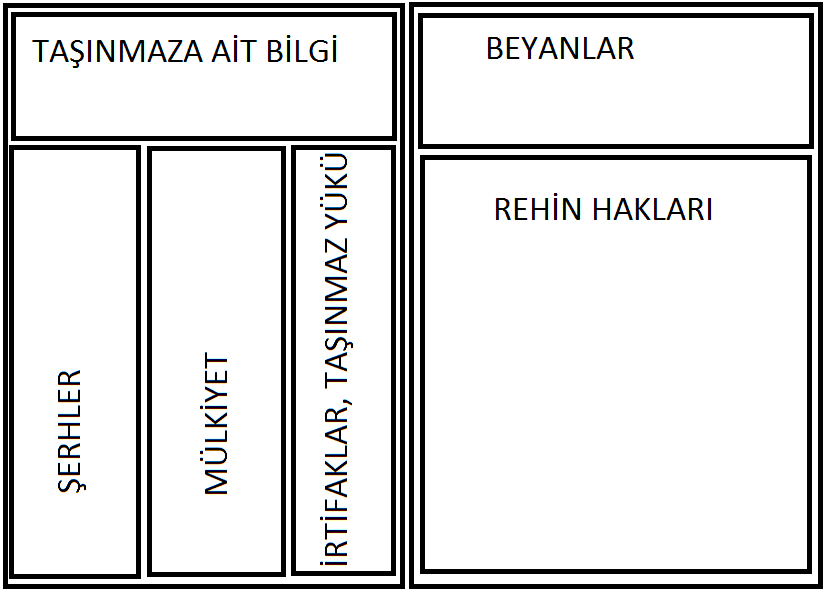 TAŞINMAZA AİT BİLGİ
ŞERHLER
MÜLKİYET
İRTİFAKLAR, TAŞINMAZ YÜKÜ
BEYANLAR
REHİN HAKLARI